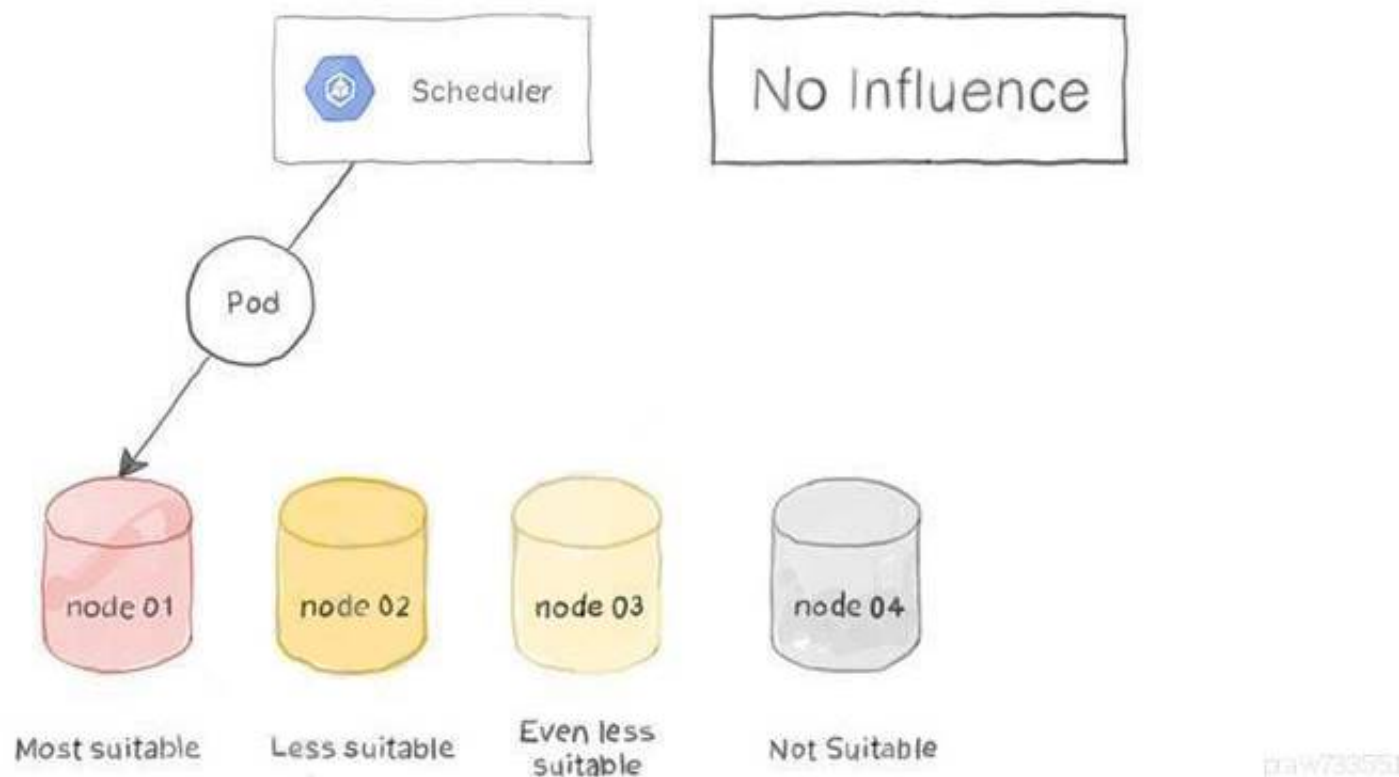 Scheduler
No Influence
Pod
node 01
node 02
node 03
node 04
Most suitable
Less suitable
Even less
suitable
Not Suitable